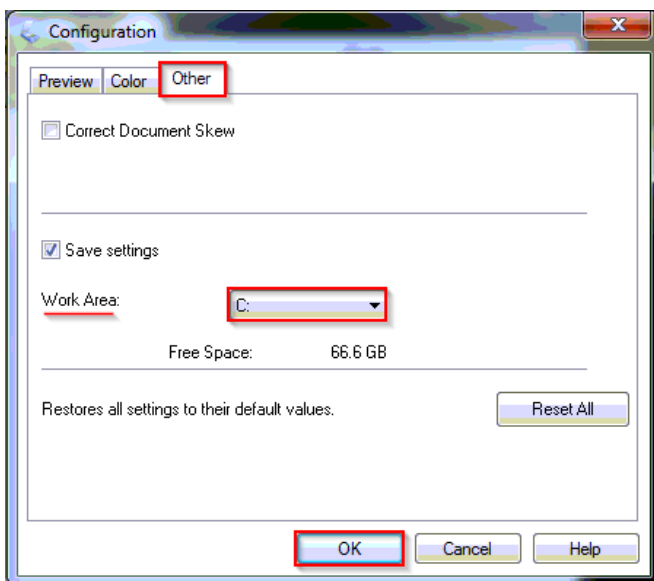 Configuration
Preview Color Other
Correct Document Skew
Save settings
Work Area: C:
Free Space: 66.6 GB
Restores all settings to their default values. Reset All
OK Cancel Help